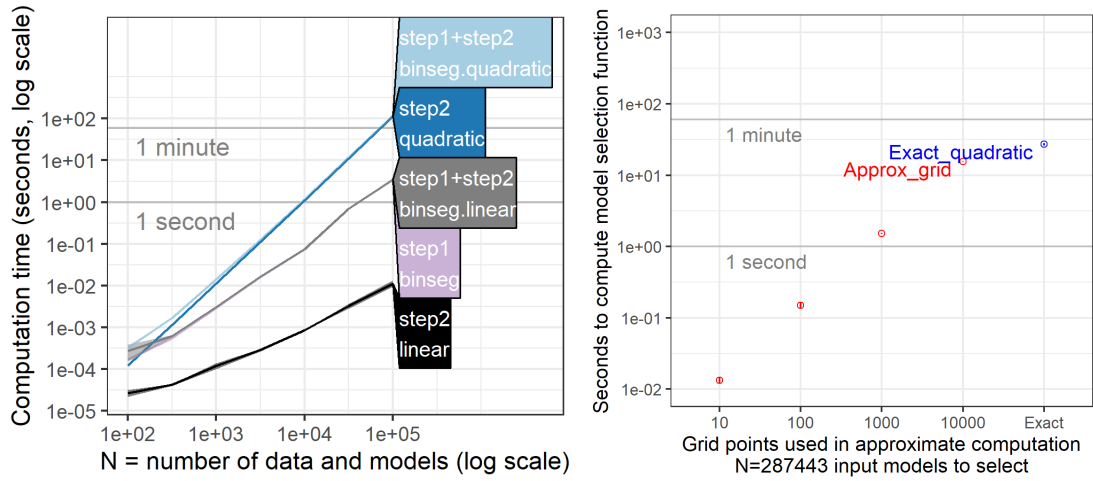 Computation time (seconds, log scale)
1e+02
1e+01
1e+00
1e-01
1e-02
1e-03
1e-04
1e-05
1 minute
1 second
step1+step2
binseg.quadratic
step2
quadratic
step1+step2
binseg.linear
step1
binseg
step2
linear
1e+02
1e+03
1e+04
1e+05
N = number of data and models (log scale)
Seconds to compute model selection function
1e+03
1e+02
1e+01
1e+00
1e-01
1e-02
1 minute
Exact_quadratic
Approx_grid
1 second
10
100
1000
10000
Exact
Grid points used in approximate computation
N=287443 input models to select